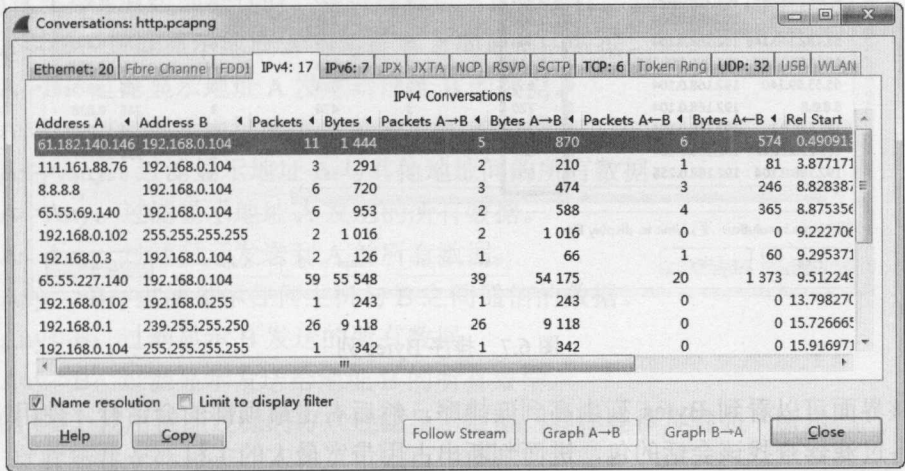 Conversations: http.pcapng
Ethernet: 20 Fibre Channe FDDI IPv4: 17 IPv6: 7 IPX JXTA NCP RSVP SCTP TCP: 6 Token Ring UDP: 32 USB WLAN
IPv4 Conversations
Address A Address B Packets Bytes Packets A→B Bytes A→B Packets A←B Bytes A←B Rel Start
61.182.140.146 192.168.0.104 11 1 444 5 870 6 574 0.490913
111.161.88.76 192.168.0.104 3 291 2 210 1 81 3.877171
8.8.8.8 192.168.0.104 6 720 3 474 3 246 8.828387
65.55.69.140 192.168.0.104 6 953 2 588 4 365 8.875356
192.168.0.102 255.255.255.255 2 1 016 2 1 016 0 0 9.222706
192.168.0.3 192.168.0.104 2 126 1 66 1 60 9.295371
65.55.227.140 192.168.0.104 59 55 548 39 54 175 20 1 373 9.512249
192.168.0.102 192.168.0.255 1 243 1 243 0 0 13.798270
192.168.0.1 239.255.255.250 26 9 118 26 9 118 0 0 15.726665
192.168.0.104 255.255.255.255 1 342 1 342 0 0 15.916971
Name resolution Limit to display filter
Help Copy Follow Stream Graph A→B Graph B→A Close